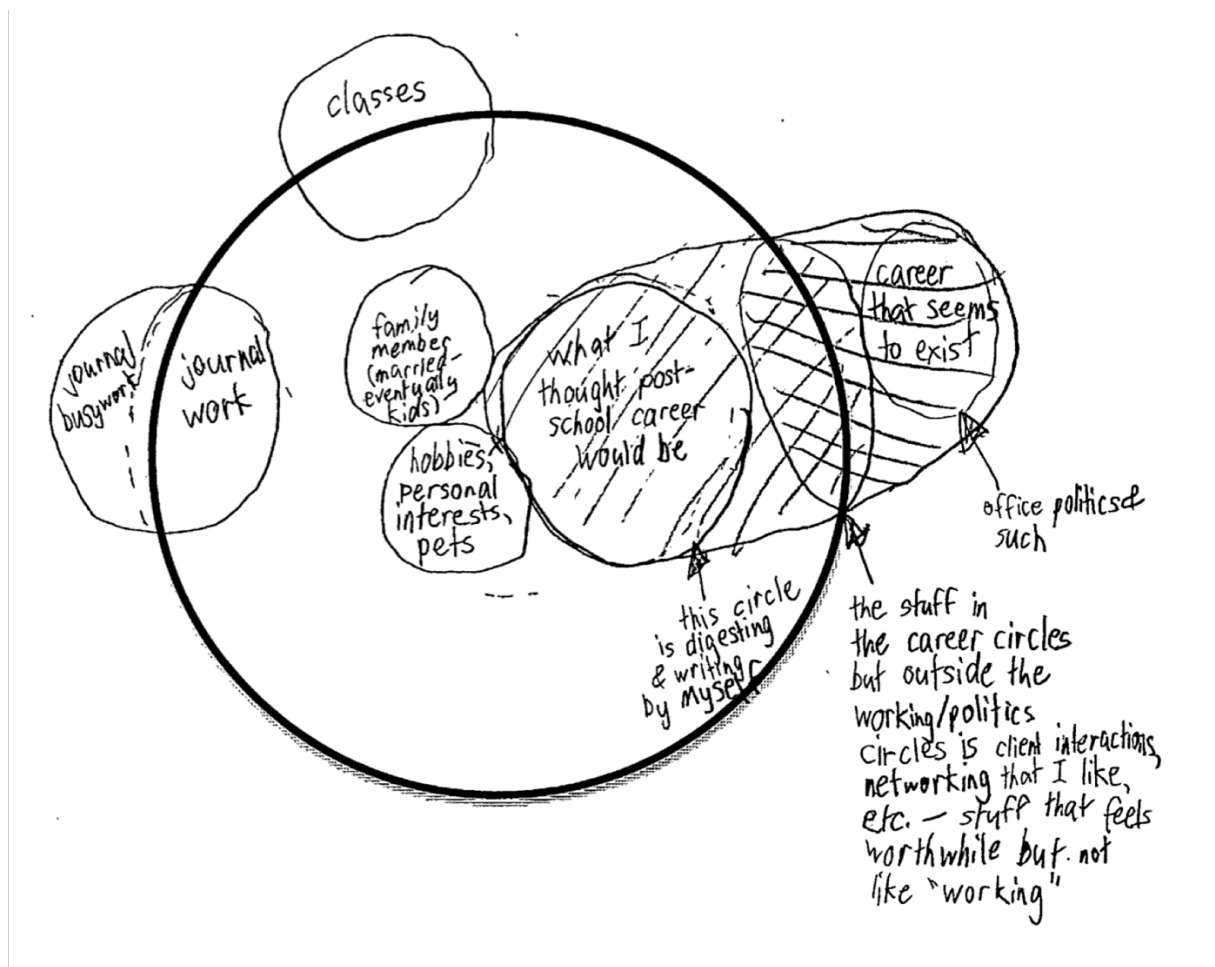 classes
journal
busywork
journal
work
family
member
(married-
eventually
kids)
hobbies,
personal
interests,
pets
what I
thought post-
school career
would be
career
that seems
to exist
office politics &
such
this circle
is digesting
& writing
by myself
the stuff in
the career circles
but outside the
working/politics
circles is client interactions,
networking that I like,
etc. — stuff that feels
worthwhile but not
like "working"